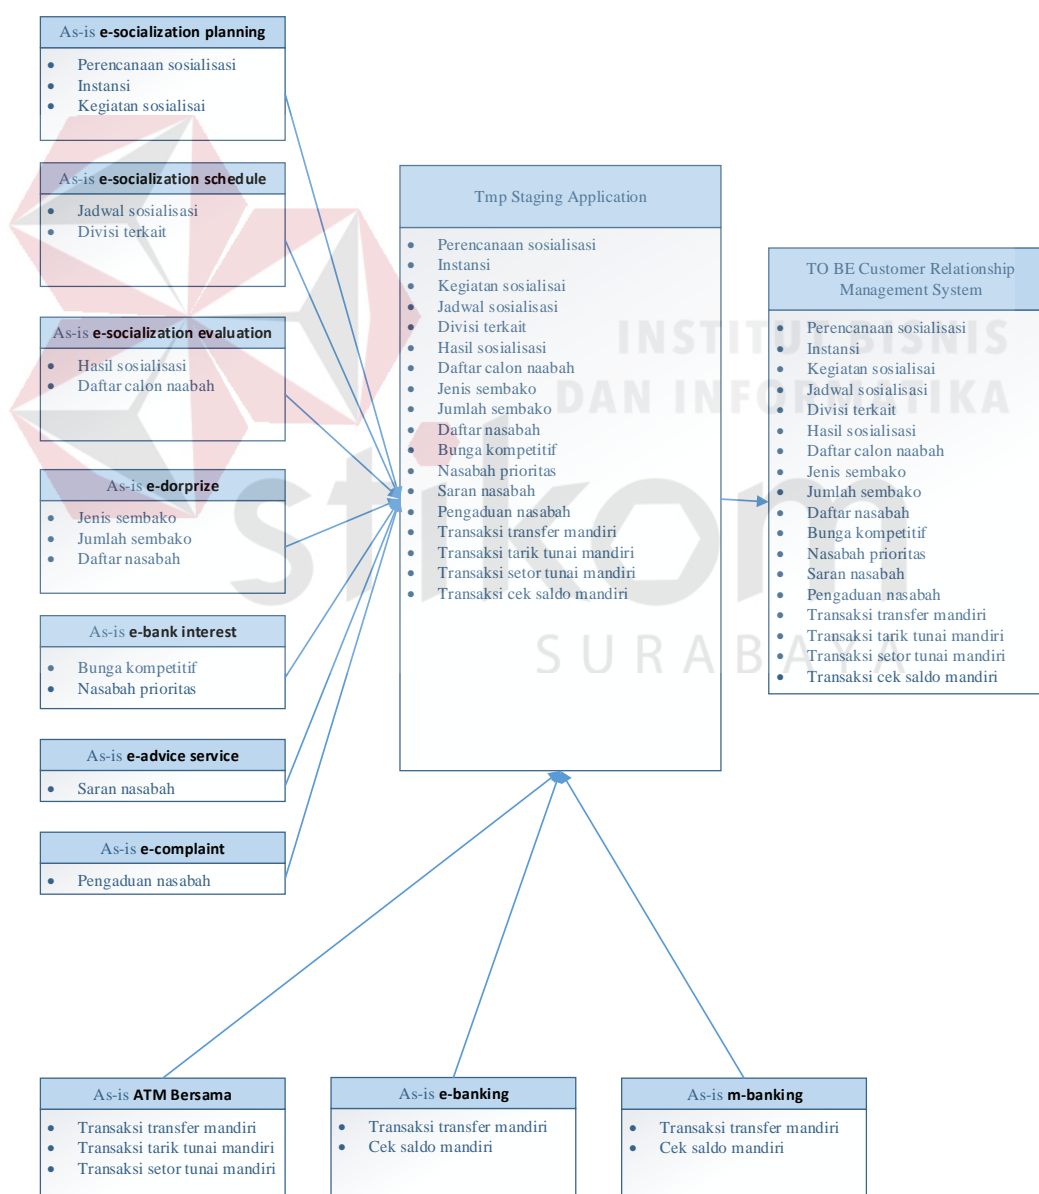 As-is e-socialization planning
• Perencanaan sosialisasi
• Instansi
• Kegiatan sosialisai
As-is e-socialization schedule
• Jadwal sosialisasi
• Divisi terkait
As-is e-socialization evaluation
• Hasil sosialisasi
• Daftar calon naabah
As-is e-dorprize
• Jenis sembako
• Jumlah sembako
• Daftar nasabah
As-is e-bank interest
• Bunga kompetitif
• Nasabah prioritas
As-is e-advice service
• Saran nasabah
As-is e-complaint
• Pengaduan nasabah
Tmp Staging Application
• Perencanaan sosialisasi
• Instansi
• Kegiatan sosialisai
• Jadwal sosialisasi
• Divisi terkait
• Hasil sosialisasi
• Daftar calon naabah
• Jenis sembako
• Jumlah sembako
• Daftar nasabah
• Bunga kompetitif
• Nasabah prioritas
• Saran nasabah
• Pengaduan nasabah
• Transaksi transfer mandiri
• Transaksi tarik tunai mandiri
• Transaksi setor tunai mandiri
• Transaksi cek saldo mandiri
TO BE Customer Relationship
Management System
• Perencanaan sosialisasi
• Instansi
• Kegiatan sosialisai
• Jadwal sosialisasi
• Divisi terkait
• Hasil sosialisasi
• Daftar calon naabah
• Jenis sembako
• Jumlah sembako
• Daftar nasabah
• Bunga kompetitif
• Nasabah prioritas
• Saran nasabah
• Pengaduan nasabah
• Transaksi transfer mandiri
• Transaksi tarik tunai mandiri
• Transaksi setor tunai mandiri
• Transaksi cek saldo mandiri
As-is ATM Bersama
• Transaksi transfer mandiri
• Transaksi tarik tunai mandiri
• Transaksi setor tunai mandiri
As-is e-banking
• Transaksi transfer mandiri
• Cek saldo mandiri
As-is m-banking
• Transaksi transfer mandiri
• Cek saldo mandiri
INSTITUT BISNIS
DAN INFORMATIKA
stikom
SURABAYA